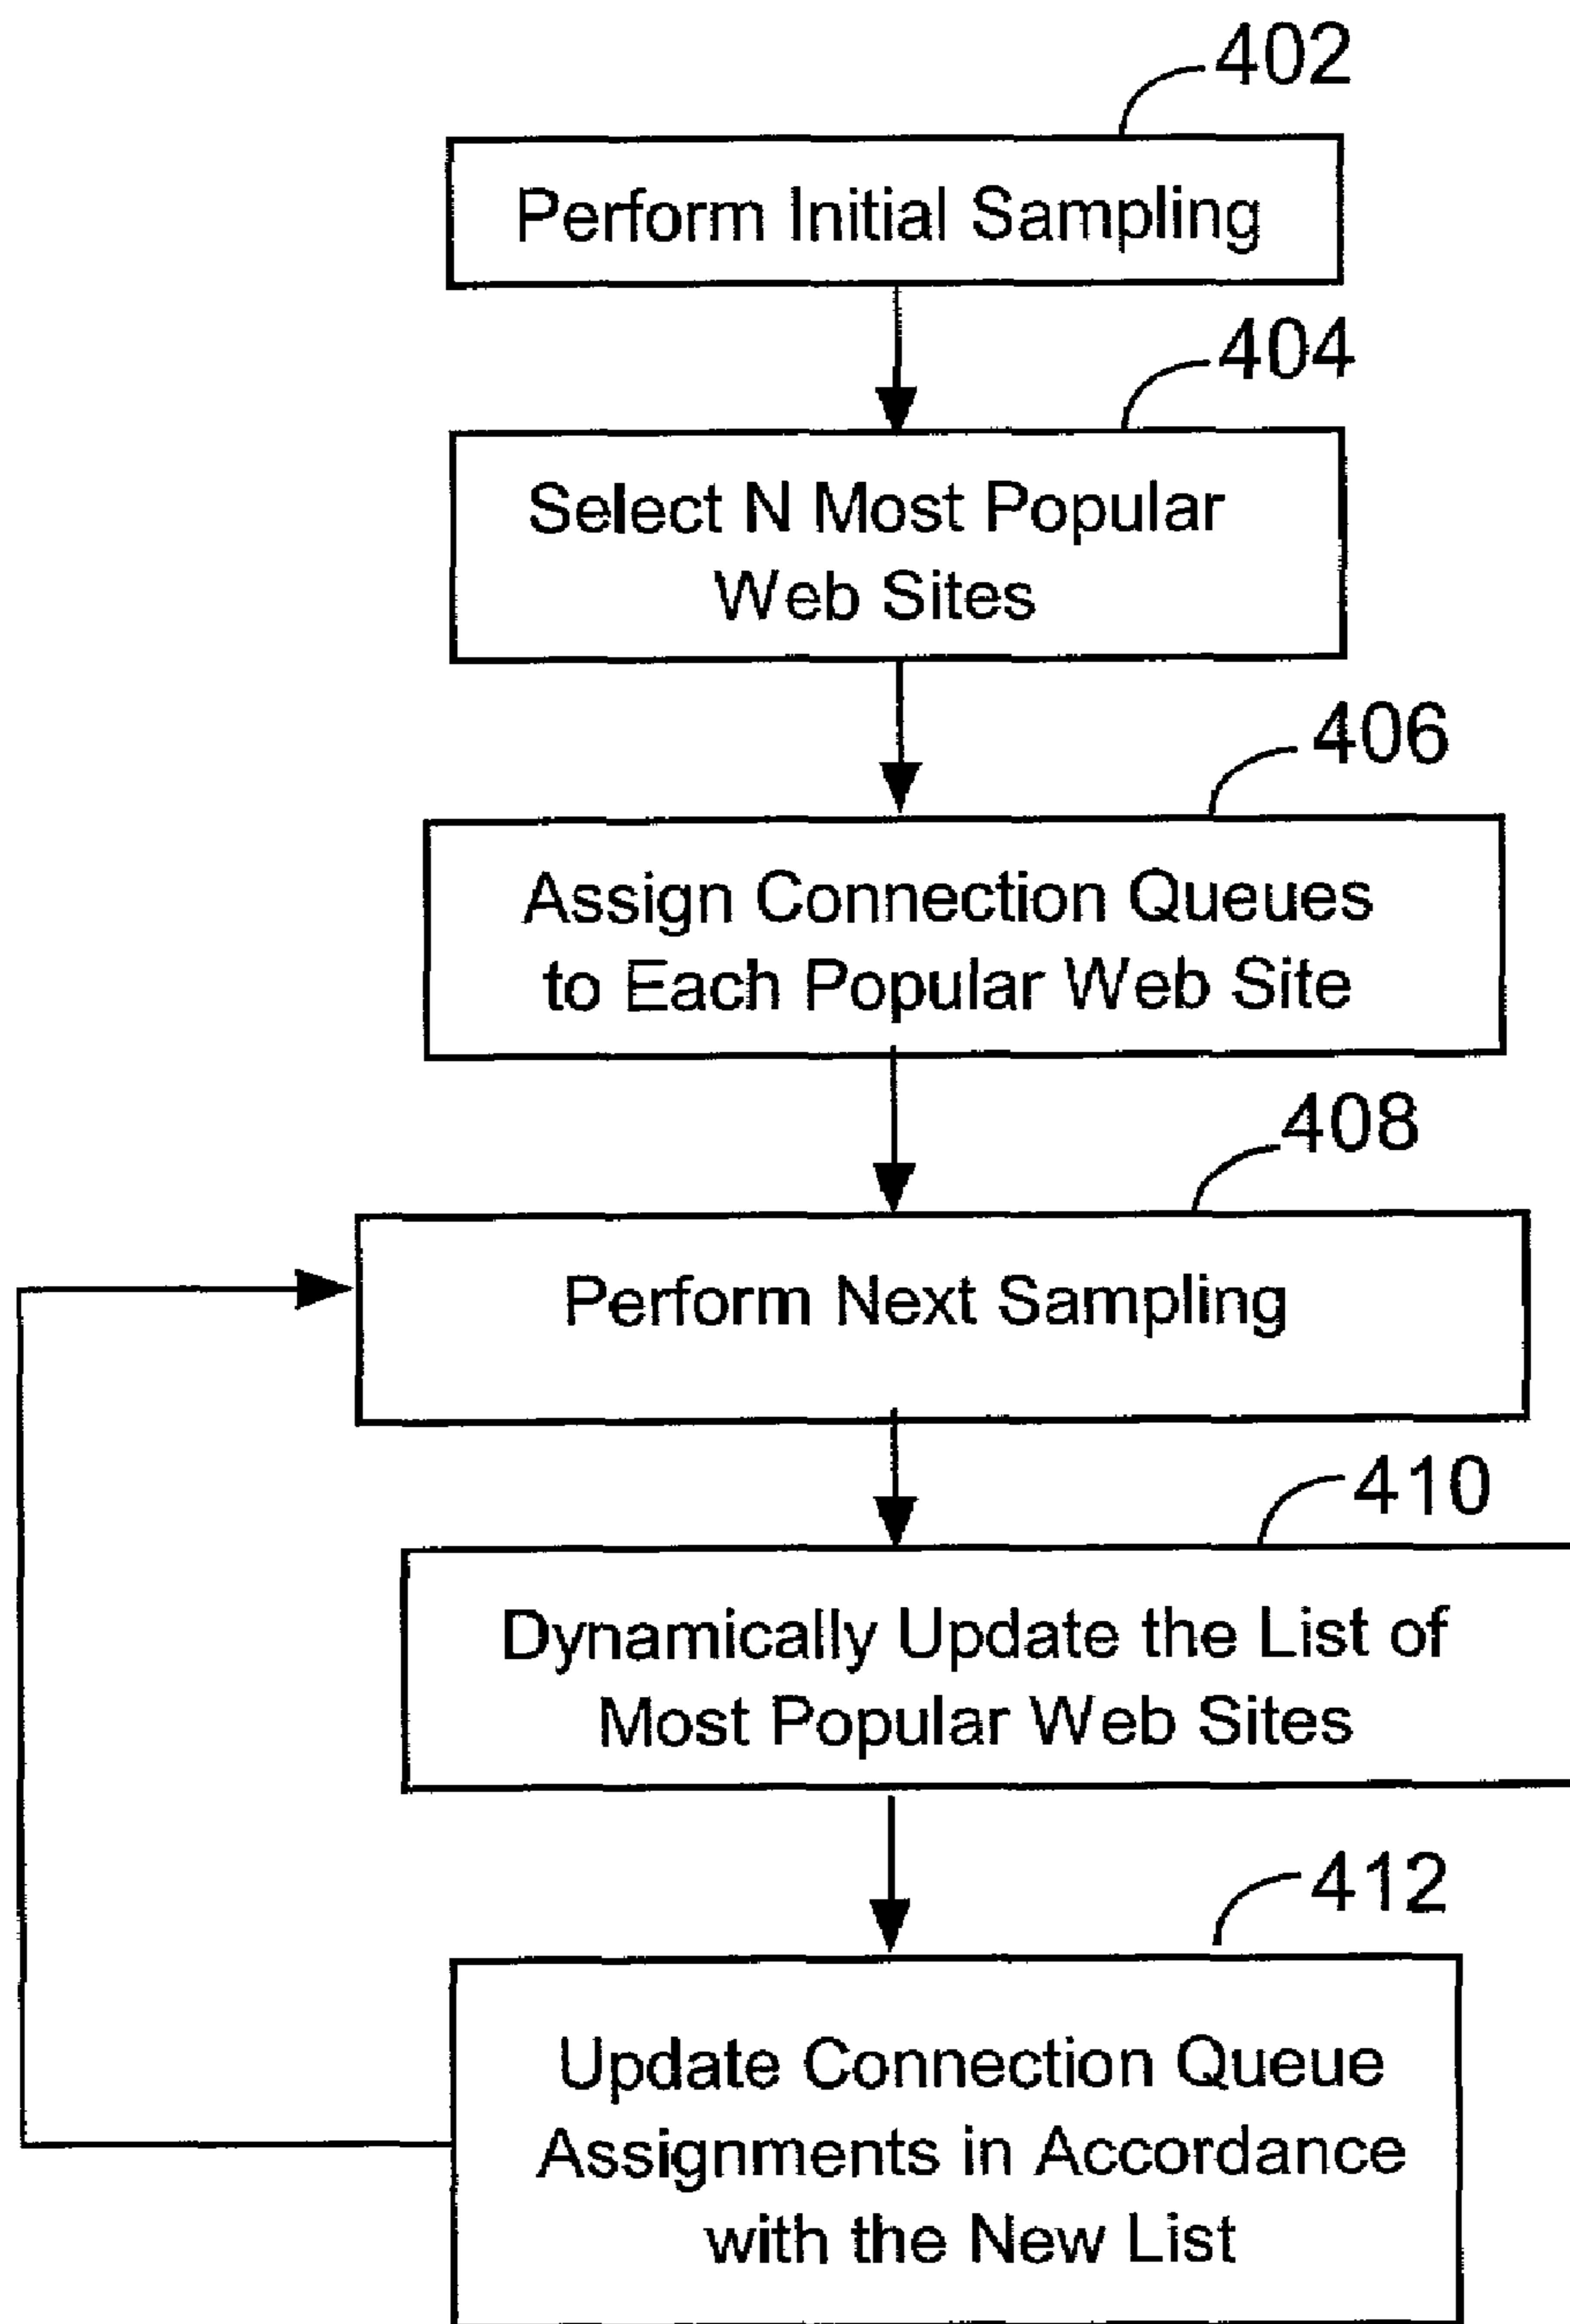 402
Perform Initial Sampling
404
Select N Most Popular
Web Sites
406
Assign Connection Queues
to Each Popular Web Site
408
Perform Next Sampling
410
Dynamically Update the List of
Most Popular Web Sites
412
Update Connection Queue
Assignments in Accordance
with the New List